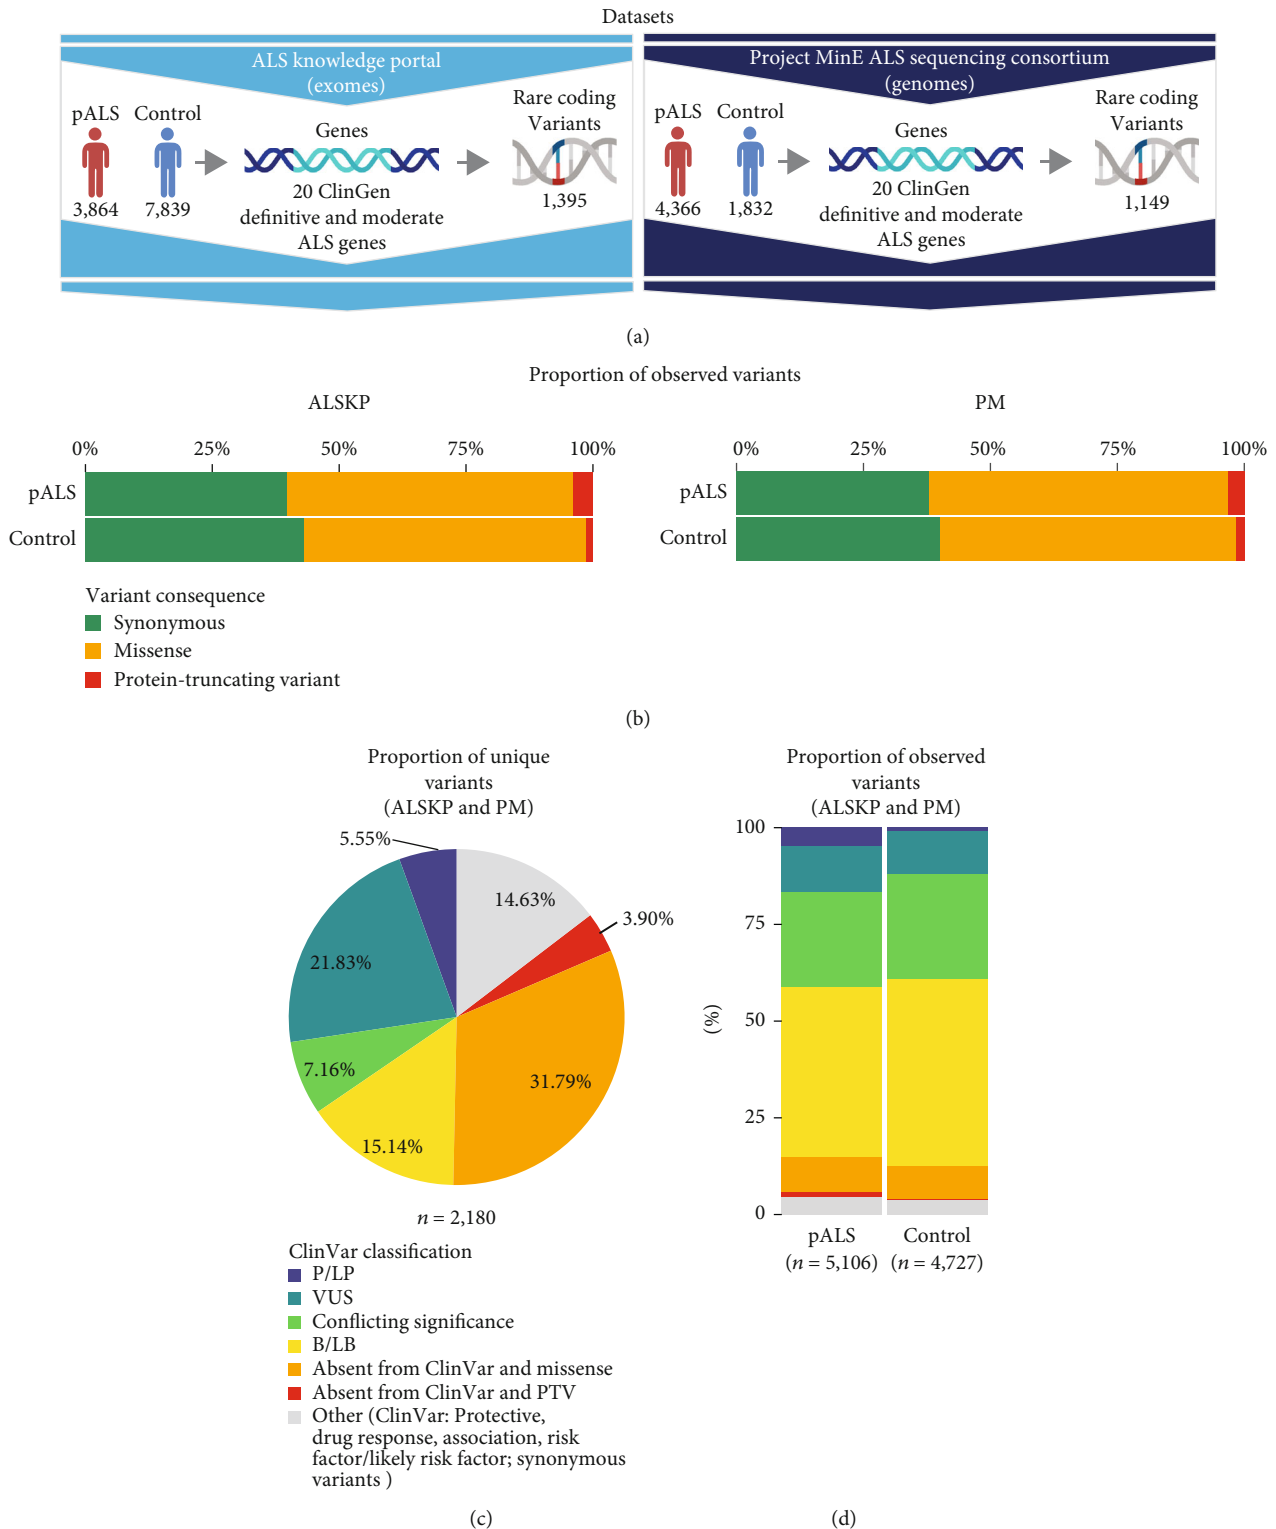 Datasets
ALS knowledge portal
(exomes)
pALS
Control
3,864
7,839
Genes
20 ClinGen
definitive and moderate
ALS genes
Rare coding
Variants
1,395
Project MinE ALS sequencing consortium
(genomes)
pALS
Control
4,366
1,832
Genes
20 ClinGen
definitive and moderate
ALS genes
Rare coding
Variants
1,149
(a)
Proportion of observed variants
ALSKP
0% 25% 50% 75% 100%
pALS
Control
PM
0% 25% 50% 75% 100%
pALS
Control
Variant consequence
Synonymous
Missense
Protein-truncating variant
(b)
Proportion of unique
variants
(ALSKP and PM)
5.55%
14.63%
3.90%
21.83%
7.16%
31.79%
15.14%
n = 2,180
ClinVar classification
P/LP
VUS
Conflicting significance
B/LB
Absent from ClinVar and missense
Absent from ClinVar and PTV
Other (ClinVar: Protective,
drug response, association, risk
factor/likely risk factor; synonymous
variants )
(c)
Proportion of observed
variants
(ALSKP and PM)
100
75
50
25
0
(%)
pALS
(n = 5,106)
Control
(n = 4,727)
(d)